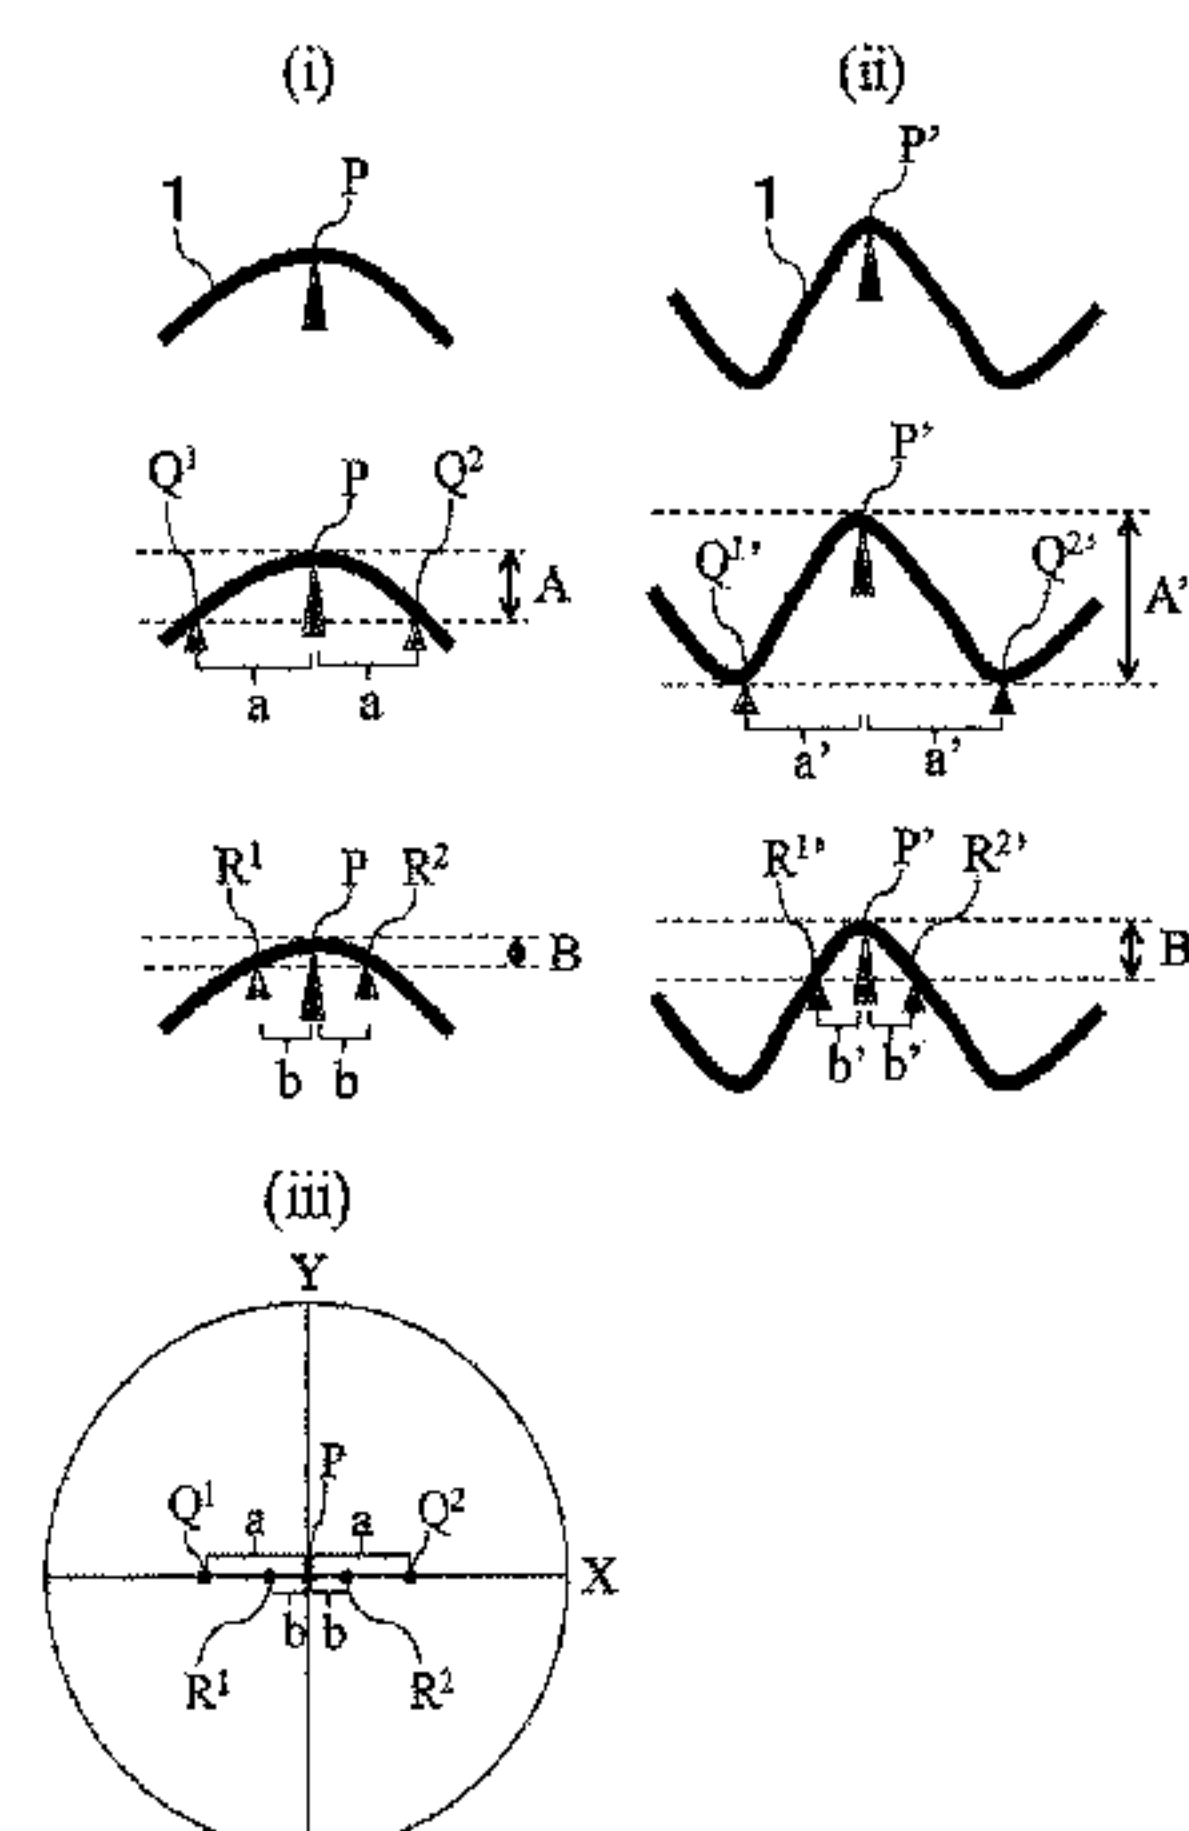 (i) (ii)
1 P 1 P’
Q¹ P Q² P’
A Q¹’ Q²’ A’
a a a’ a’
R¹ P R² R¹’ P’ R²’
B B
b b b’ b’
(iii)
Y
P
Q¹ a a Q²
X
b b
R¹ R²